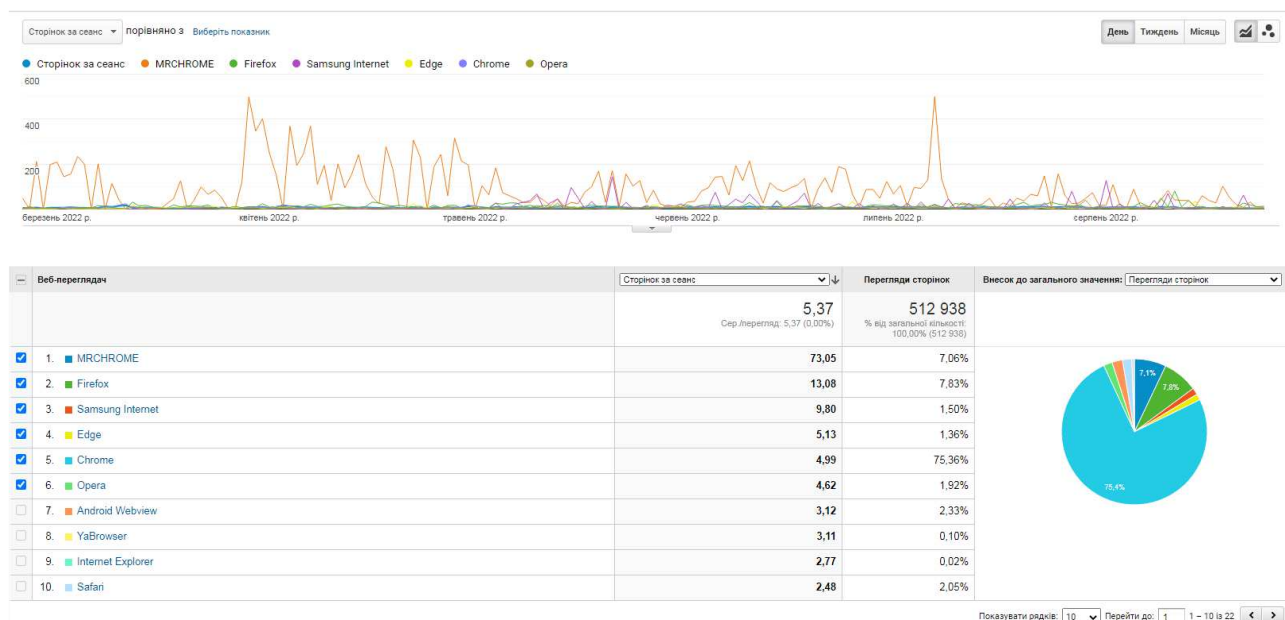 Сторінок за сеанс порівняно з Виберіть показник День Тиждень Місяць
Сторінок за сеанс MRCHROME Firefox Samsung Internet Edge Chrome Opera
600
400
200
березень 2022 р. квітень 2022 р. травень 2022 р. червень 2022 р. липень 2022 р. серпень 2022 р.
Веб-переглядач Сторінок за сеанс Перегляди сторінок Внесок до загального значення: Перегляди сторінок
5,37 512 938
Сер./перегляд: 5,37 (0,00%) % від загальної кількості:
100,00% (512 938)
1. MRCHROME 73,05 7,06%
2. Firefox 13,08 7,83%
3. Samsung Internet 9,80 1,50%
4. Edge 5,13 1,36%
5. Chrome 4,99 75,36%
6. Opera 4,62 1,92%
7. Android Webview 3,12 2,33%
8. YaBrowser 3,11 0,10%
9. Internet Explorer 2,77 0,02%
10. Safari 2,48 2,05%
7,1%
7,8%
75,4%
Показувати рядків: 10 Перейти до: 1 1 – 10 із 22